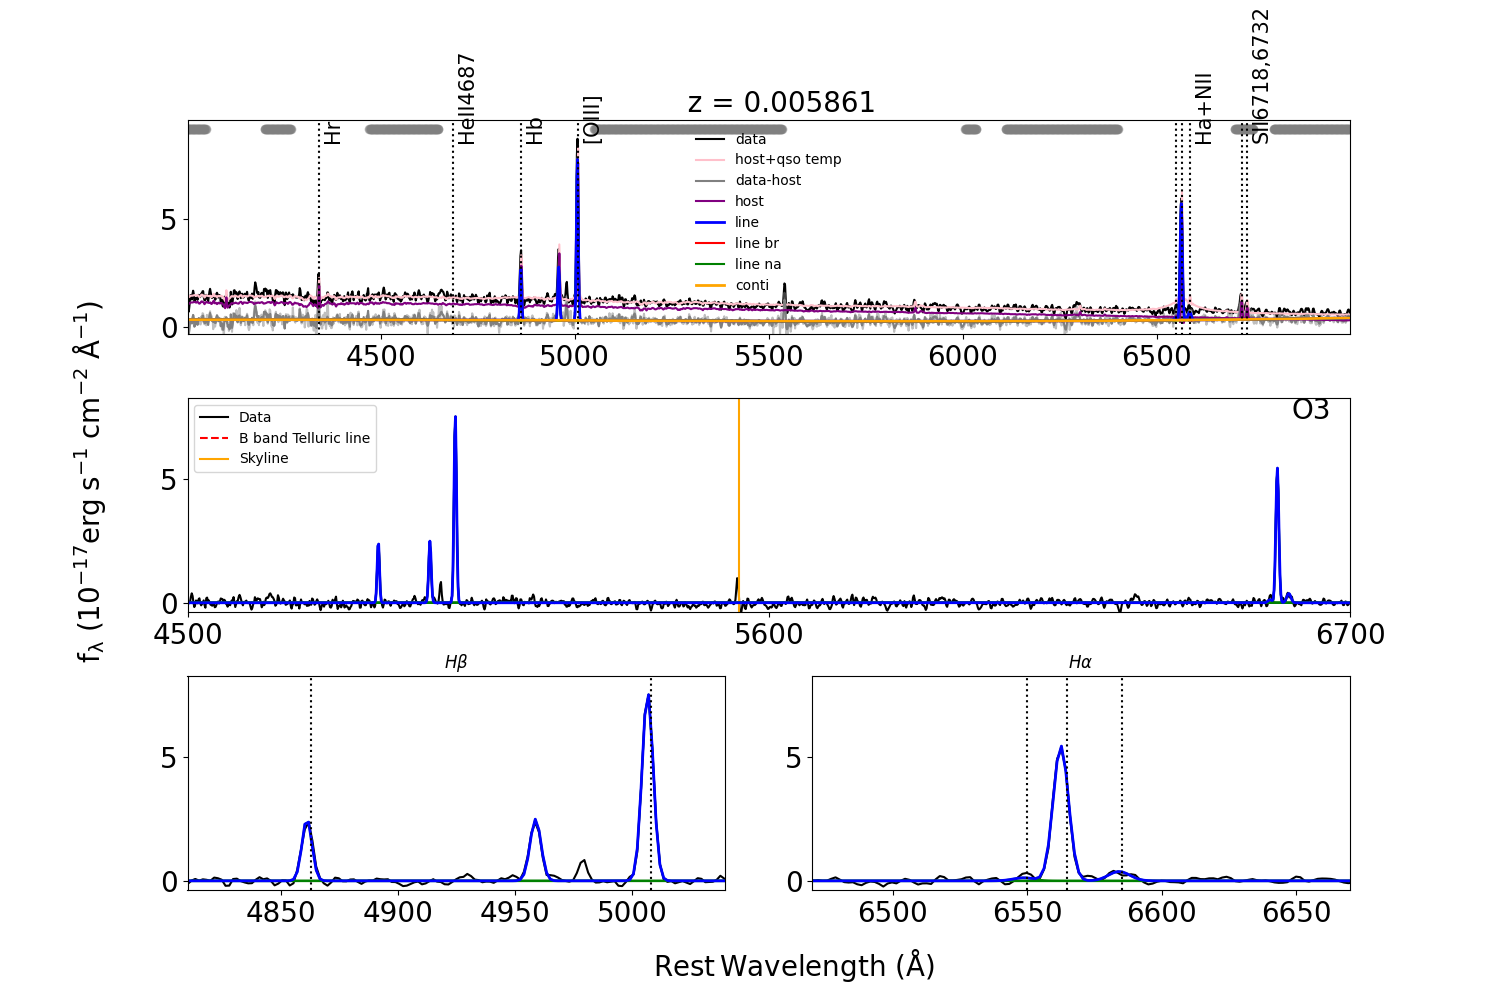 z = 0.005861
Hr
HeII4687
Hb
[OIII]
Ha+NII
SII6718,6732
data
host+qso temp
data-host
host
line
line br
line na
conti
5
0
4500
5000
5500
6000
6500
f_λ (10^{-17}erg s^{-1} cm^{-2} Å^{-1})
Data
B band Telluric line
Skyline
O3
5
0
4500
5600
6700
Hβ
5
0
4850
4900
4950
5000
Hα
5
0
6500
6550
6600
6650
Rest Wavelength (Å)